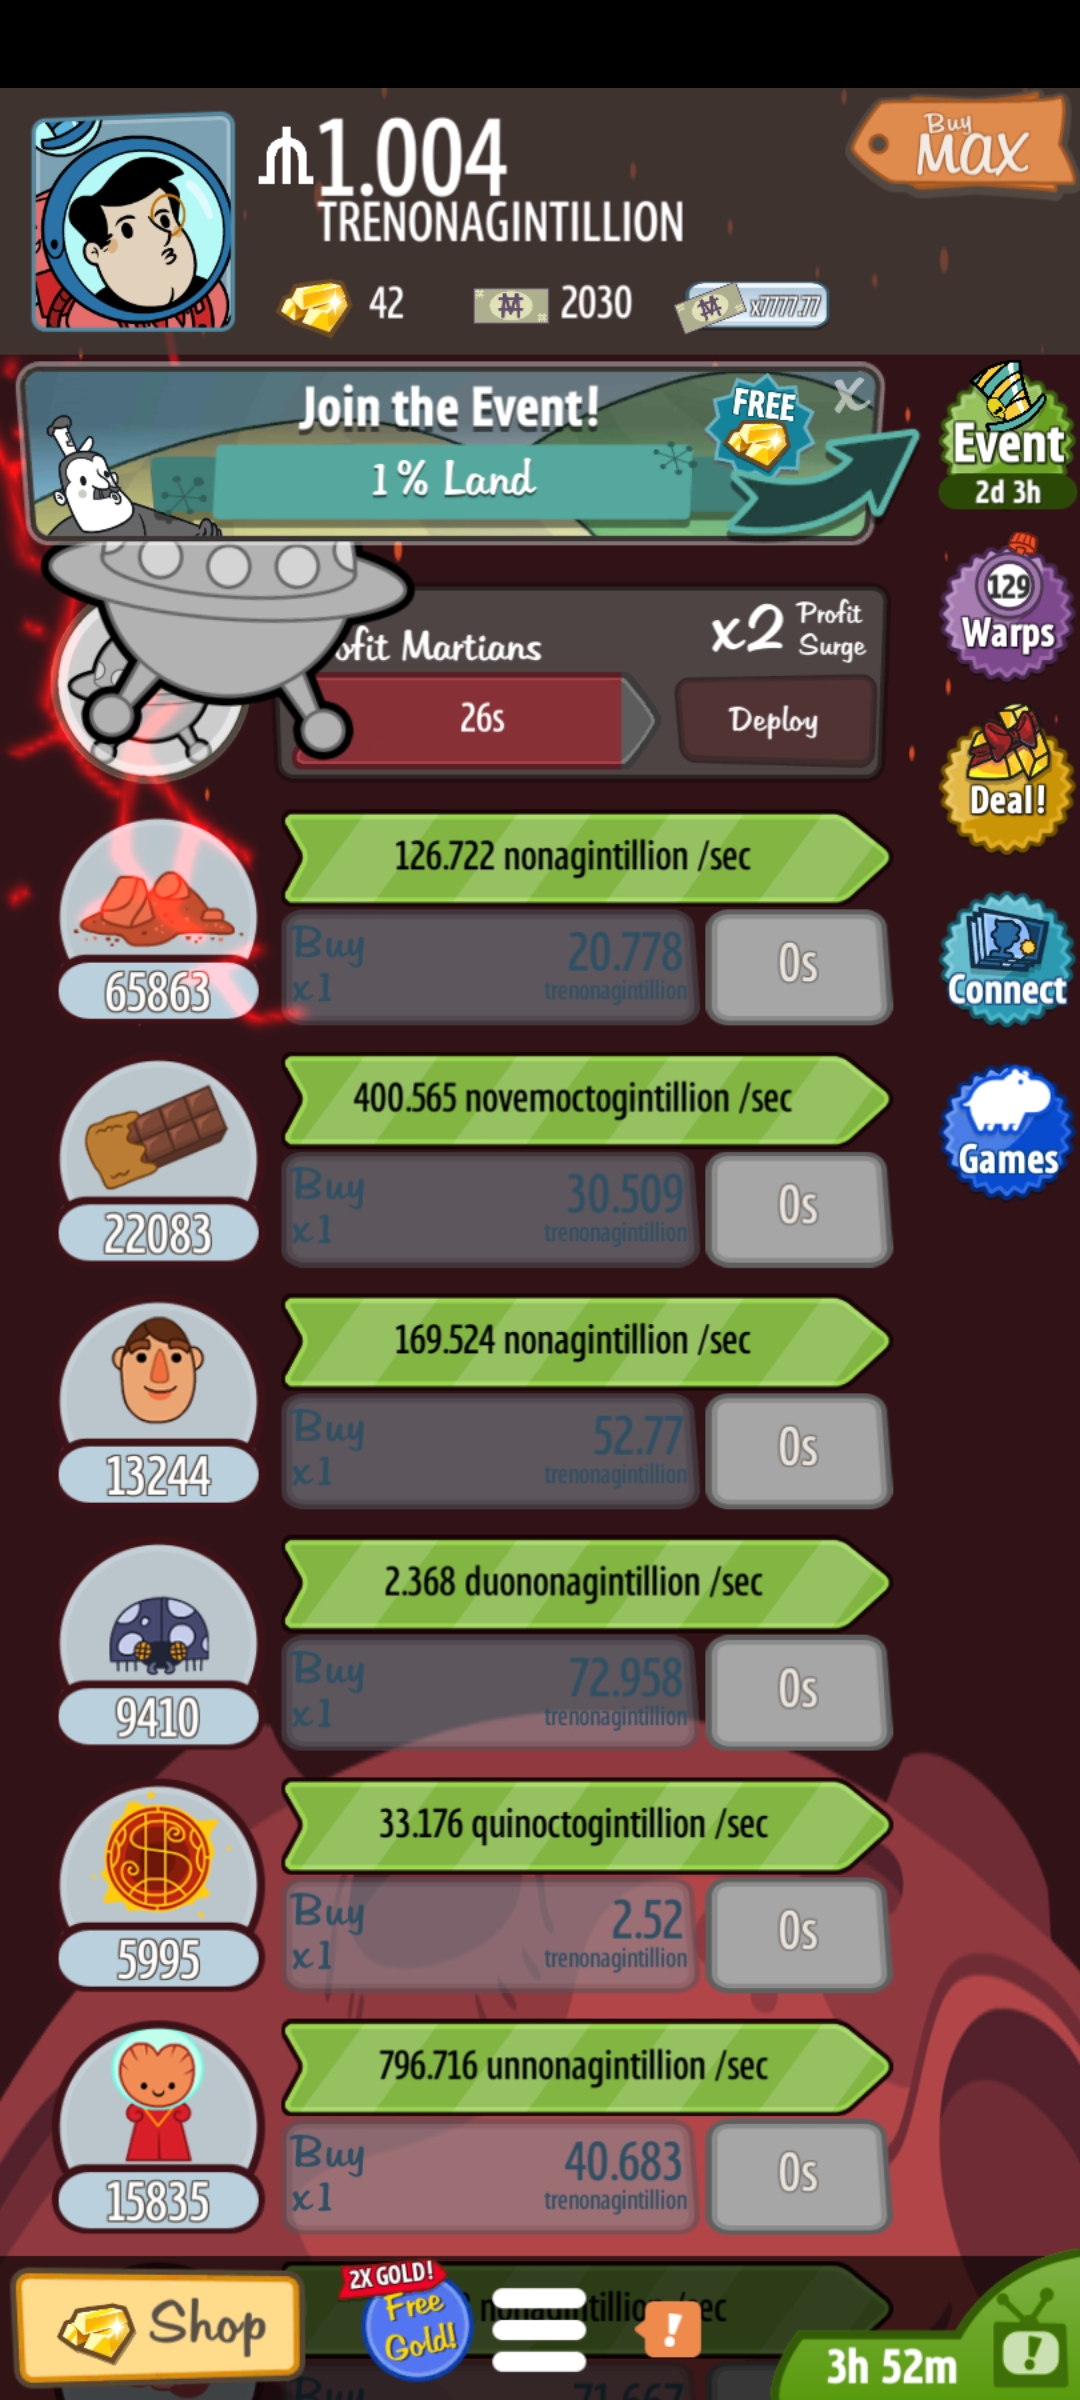 Buy
MAX
1.004
TRENONAGINTILLION
42
2030
x7777.77
Join the Event!
FREE
X
1% Land
Event
2d 3h
129
Warps
ofit Martians
x2 Profit
Surge
26s
Deploy
Deal!
126.722 nonagintillion /sec
65863
Buy
x1
20.778
trenonagintillion
0s
Connect
400.565 novemoctogintillion /sec
22083
Buy
x1
30.509
trenonagintillion
0s
Games
169.524 nonagintillion /sec
13244
Buy
x1
52.77
trenonagintillion
0s
2.368 duononagintillion /sec
9410
Buy
x1
72.958
trenonagintillion
0s
33.176 quinoctogintillion /sec
5995
Buy
x1
2.52
trenonagintillion
0s
796.716 unnonagintillion /sec
15835
Buy
x1
40.683
trenonagintillion
0s
Shop
2X GOLD!
Free
Gold!
!
3h 52m
!
Buy
71.667